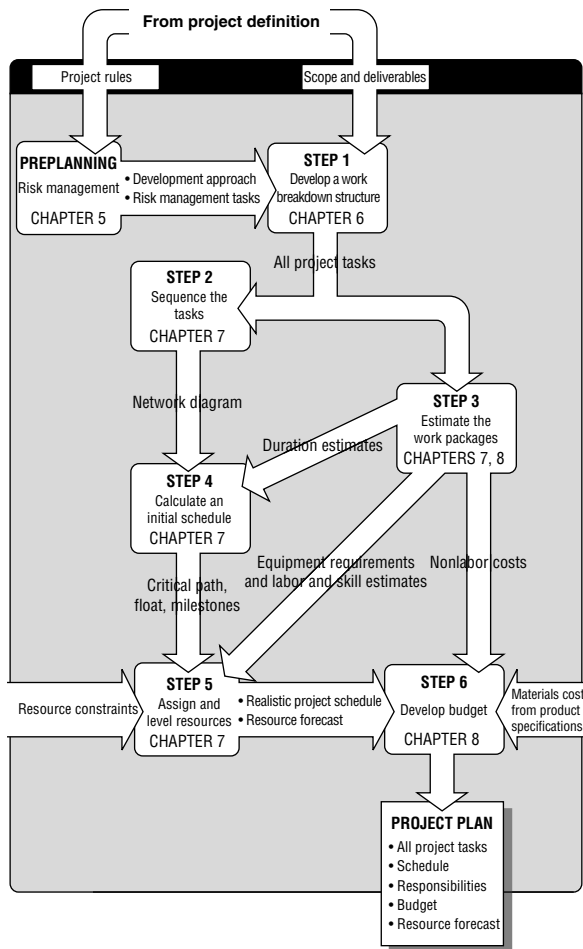 From project definition
Project rules
Scope and deliverables
PREPLANNING
Risk management
CHAPTER 5
• Development approach
• Risk management tasks
STEP 1
Develop a work
breakdown structure
CHAPTER 6
All project tasks
STEP 2
Sequence the
tasks
CHAPTER 7
Network diagram
STEP 3
Estimate the
work packages
CHAPTERS 7, 8
Duration estimates
STEP 4
Calculate an
initial schedule
CHAPTER 7
Equipment requirements
and labor and skill estimates
Nonlabor costs
Critical path,
float, milestones
Resource constraints
STEP 5
Assign and
level resources
CHAPTER 7
• Realistic project schedule
• Resource forecast
STEP 6
Develop budget
CHAPTER 8
Materials cost
from product
specifications
PROJECT PLAN
• All project tasks
• Schedule
• Responsibilities
• Budget
• Resource forecast